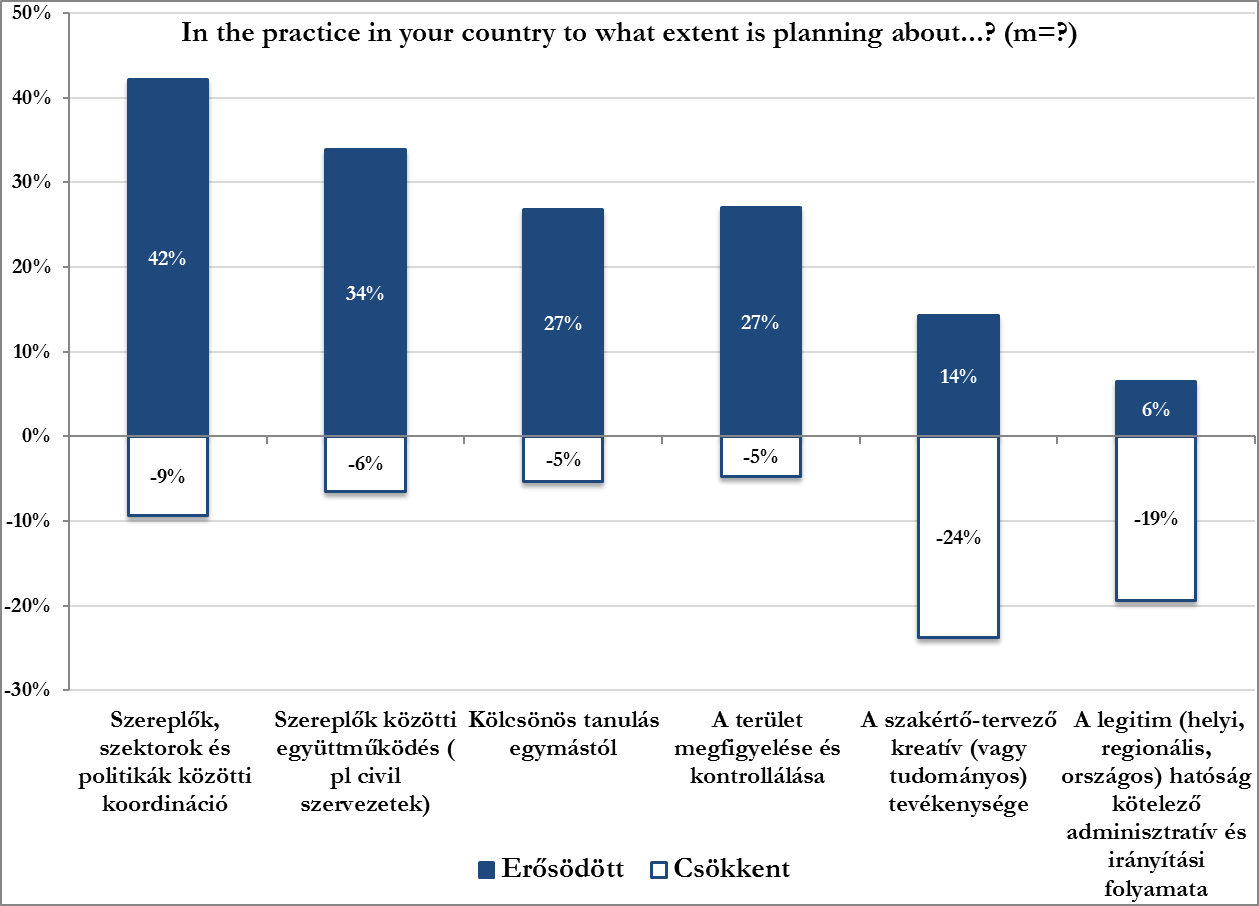 In the practice in your country to what extent is planning about...? (m=?)
50%
40%
30%
20%
10%
0%
-10%
-20%
-30%
42%
34%
27%
27%
14%
6%
-9%
-6%
-5%
-5%
-24%
-19%
Szereplők,
szektorok és
politikák közötti
koordináció
Szereplők közötti
együttműködés (
pl civil
szervezetek)
Kölcsönös tanulás
egymástól
A terület
megfigyelése és
kontrollálása
A szakértő-tervező
kreatív (vagy
tudományos)
tevékenysége
A legitim (helyi,
regionális,
országos) hatóság
kötelező
adminisztratív és
irányítási
folyamata
Erősödött
Csökkent